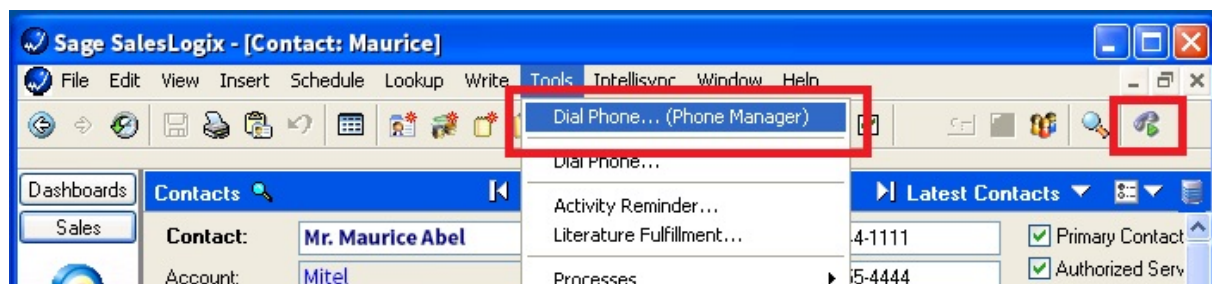 Sage SalesLogix - [Contact: Maurice]
File Edit View Insert Schedule Lookup Write Tools Intellisync Window Help
Dial Phone... (Phone Manager)
Dial Phone...
Dashboards Contacts Latest Contacts
Activity Reminder...
Sales Contact: Mr. Maurice Abel Literature Fulfillment... 4-1111 Primary Contact
Account: Mitel Processes 55-4444 Authorized Serv